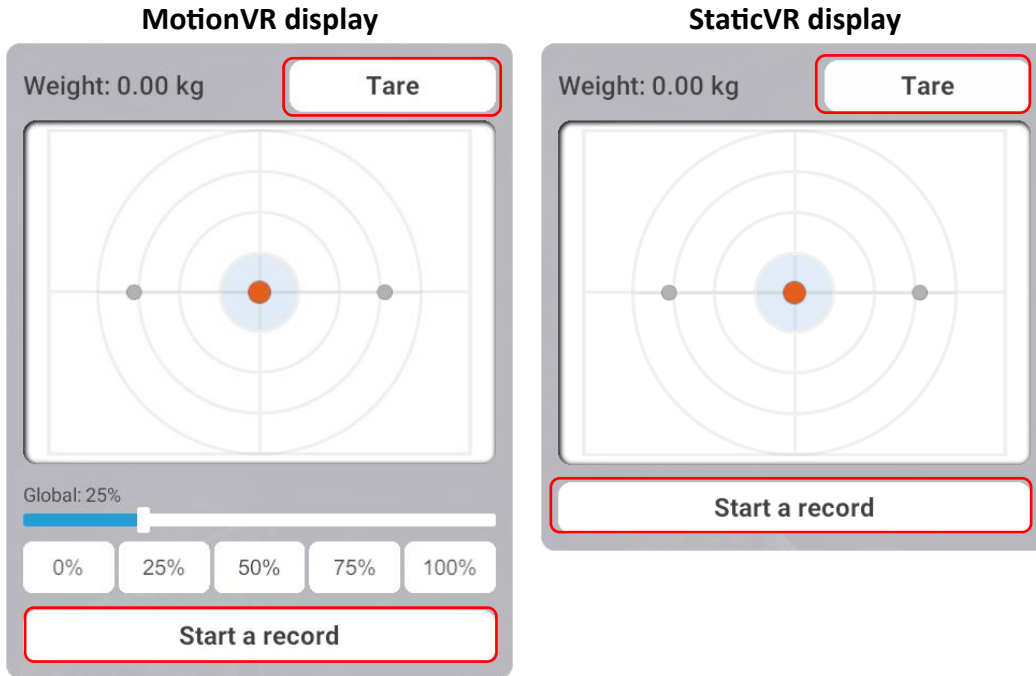 MotionVR display
Weight: 0.00 kg
Tare
Global: 25%
0% 25% 50% 75% 100%
Start a record
StaticVR display
Weight: 0.00 kg
Tare
Start a record